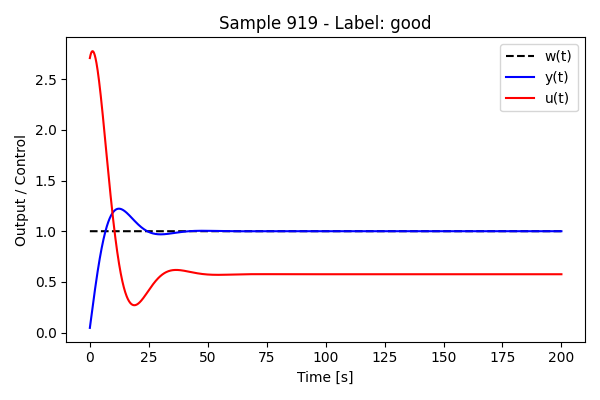 Sample 919 - Label: good
w(t)
y(t)
u(t)
Output / Control
2.5
2.0
1.5
1.0
0.5
0.0
0 25 50 75 100 125 150 175 200
Time [s]